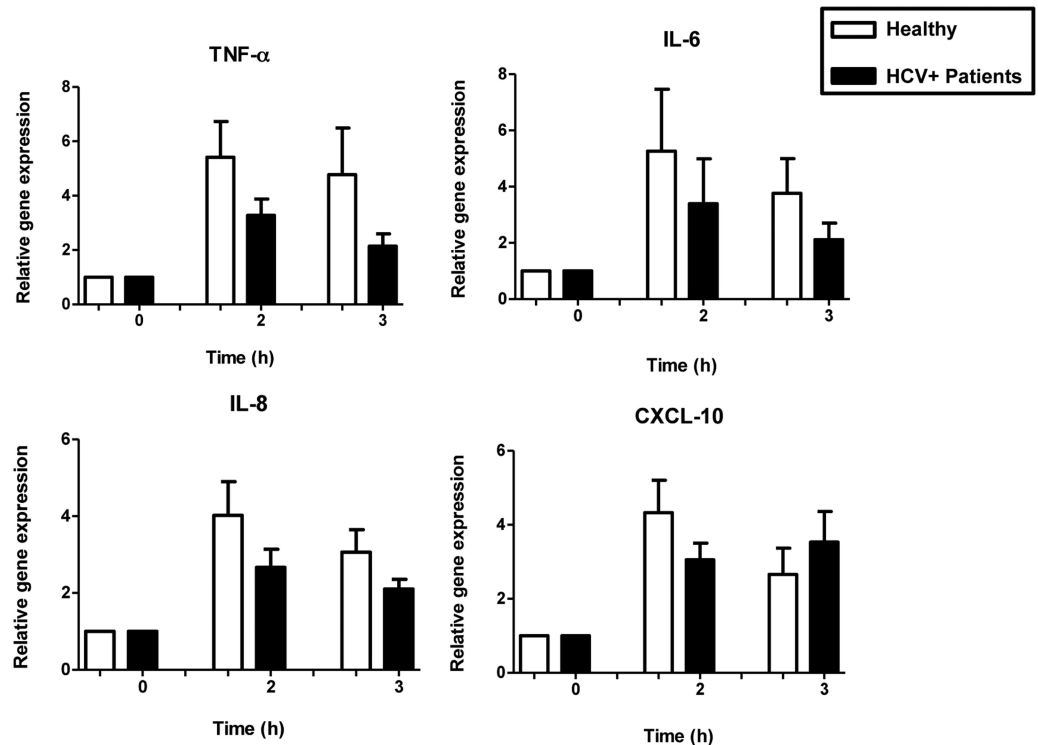 Healthy
HCV+ Patients
TNF-α
Relative gene expression
8
6
4
2
0
0 2 3
Time (h)
IL-6
Relative gene expression
8
6
4
2
0
0 2 3
Time (h)
IL-8
Relative gene expression
6
4
2
0
0 2 3
Time (h)
CXCL-10
Relative gene expression
6
4
2
0
0 2 3
Time (h)